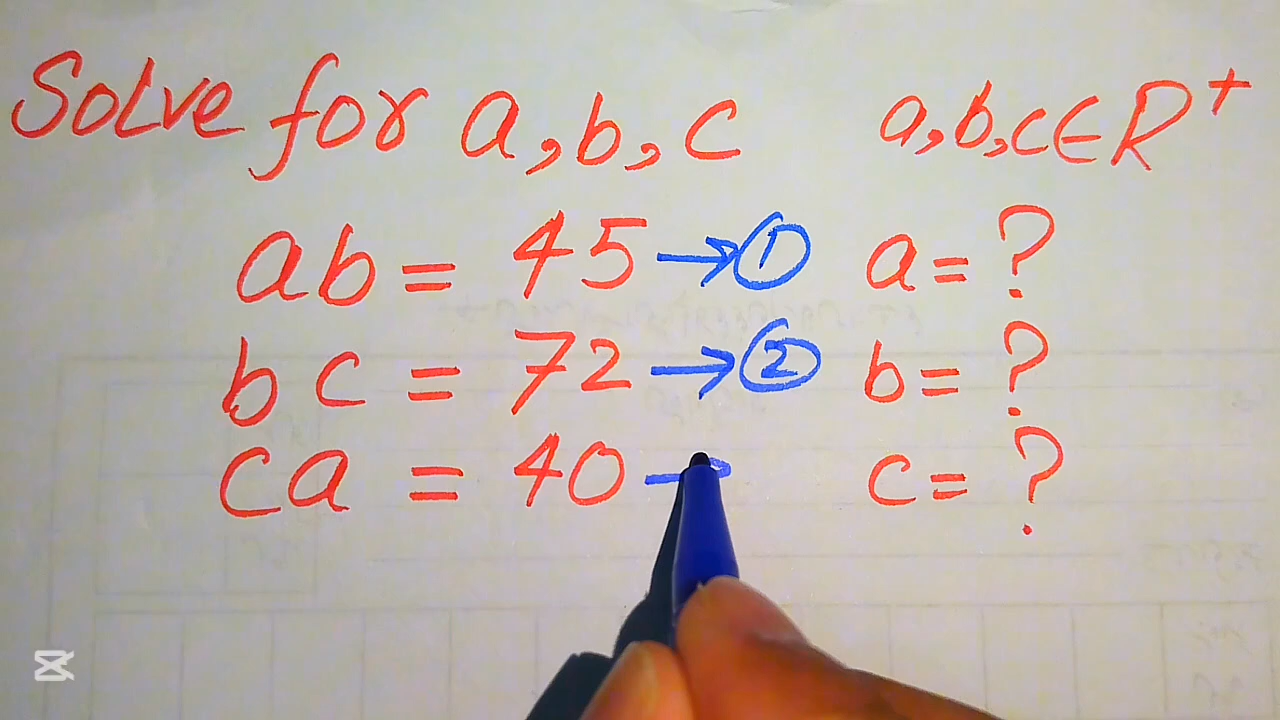 Solve for a, b, c a, b, c ∈ R⁺
ab = 45 → ① a = ?
bc = 72 → ② b = ?
ca = 40 c = ?